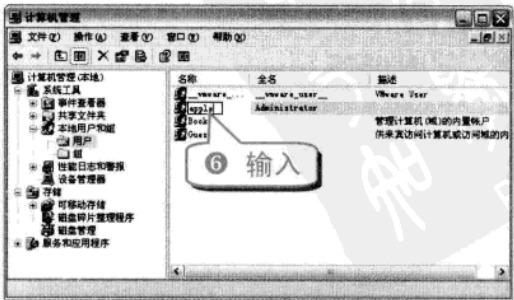 计算机管理
文件(F) 操作(A) 查看(V) 窗口(W) 帮助(H)
计算机管理(本地)
系统工具
事件查看器
共享文件夹
本地用户和组
用户
组
性能日志和警报
设备管理器
存储
可移动存储
磁盘碎片整理程序
磁盘管理
服务和应用程序
名称 全名 描述
__vmware_... __vmware_user__ VMware User
apple Administrator
Book 管理计算机(域)的内置帐户
Gues 供来宾访问计算机或访问域的内
6 输入